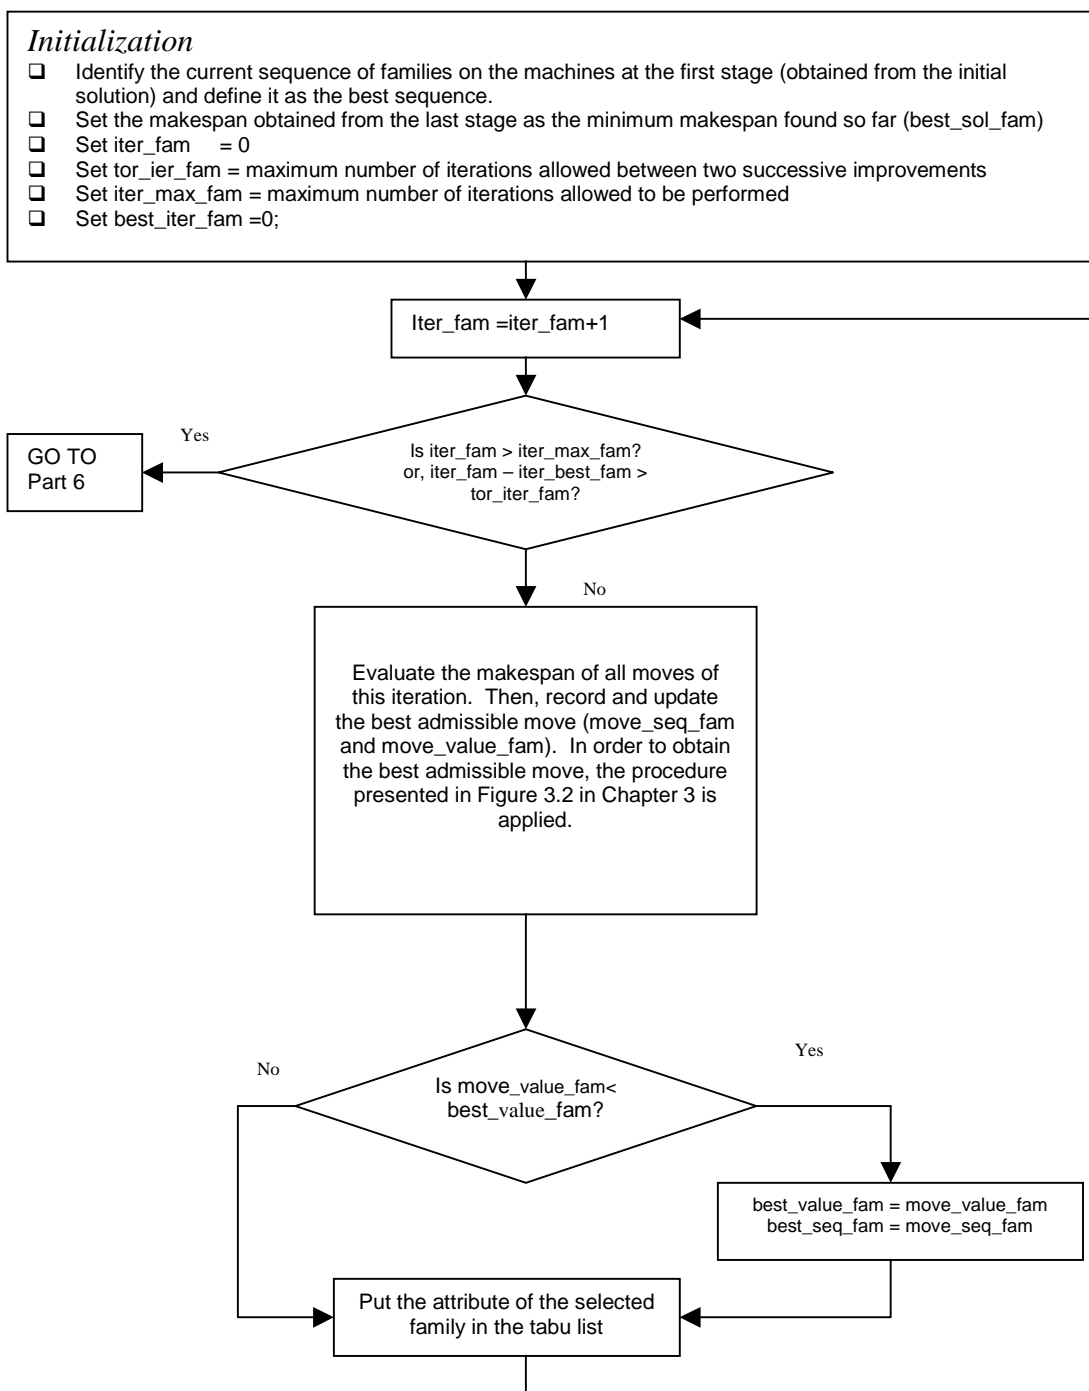 Initialization
❑ Identify the current sequence of families on the machines at the first stage (obtained from the initial
solution) and define it as the best sequence.
❑ Set the makespan obtained from the last stage as the minimum makespan found so far (best_sol_fam)
❑ Set iter_fam = 0
❑ Set tor_ier_fam = maximum number of iterations allowed between two successive improvements
❑ Set iter_max_fam = maximum number of iterations allowed to be performed
❑ Set best_iter_fam =0;
Iter_fam =iter_fam+1
Yes
GO TO
Part 6
Is iter_fam > iter_max_fam?
or, iter_fam – iter_best_fam >
tor_iter_fam?
No
Evaluate the makespan of all moves of
this iteration. Then, record and update
the best admissible move (move_seq_fam
and move_value_fam). In order to obtain
the best admissible move, the procedure
presented in Figure 3.2 in Chapter 3 is
applied.
No
Yes
Is move_value_fam<
best_value_fam?
best_value_fam = move_value_fam
best_seq_fam = move_seq_fam
Put the attribute of the selected
family in the tabu list